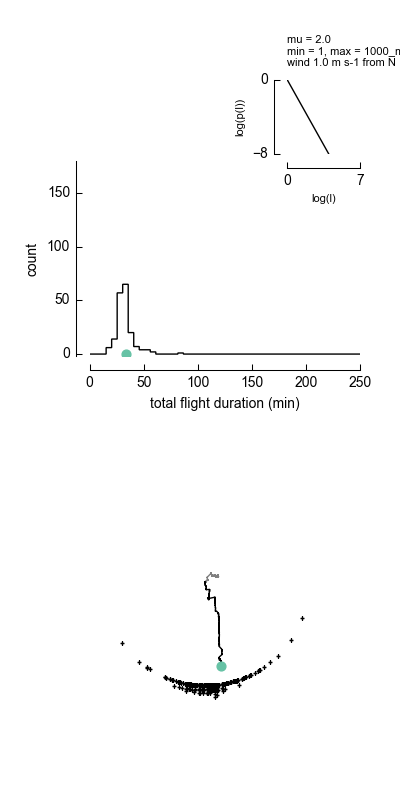 mu = 2.0
min = 1, max = 1000_m
wind 1.0 m s-1 from N
0
log(p(l))
−8
0 7
log(l)
150
100
count
50
0
0 50 100 150 200 250
total flight duration (min)